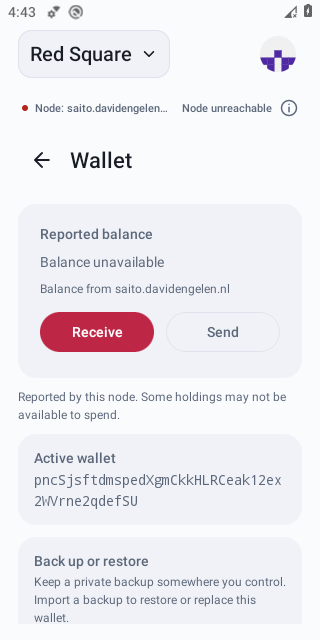 4:43
Red Square
Node: saito.davidengelen... Node unreachable
Wallet
Reported balance
Balance unavailable
Balance from saito.davidengelen.nl
Receive Send
Reported by this node. Some holdings may not be
available to spend.
Active wallet
pncSjsftdmspedXgmCkkHLRCeak12ex
2WVrne2qdefSU
Back up or restore
Keep a private backup somewhere you control.
Import a backup to restore or replace this
wallet.